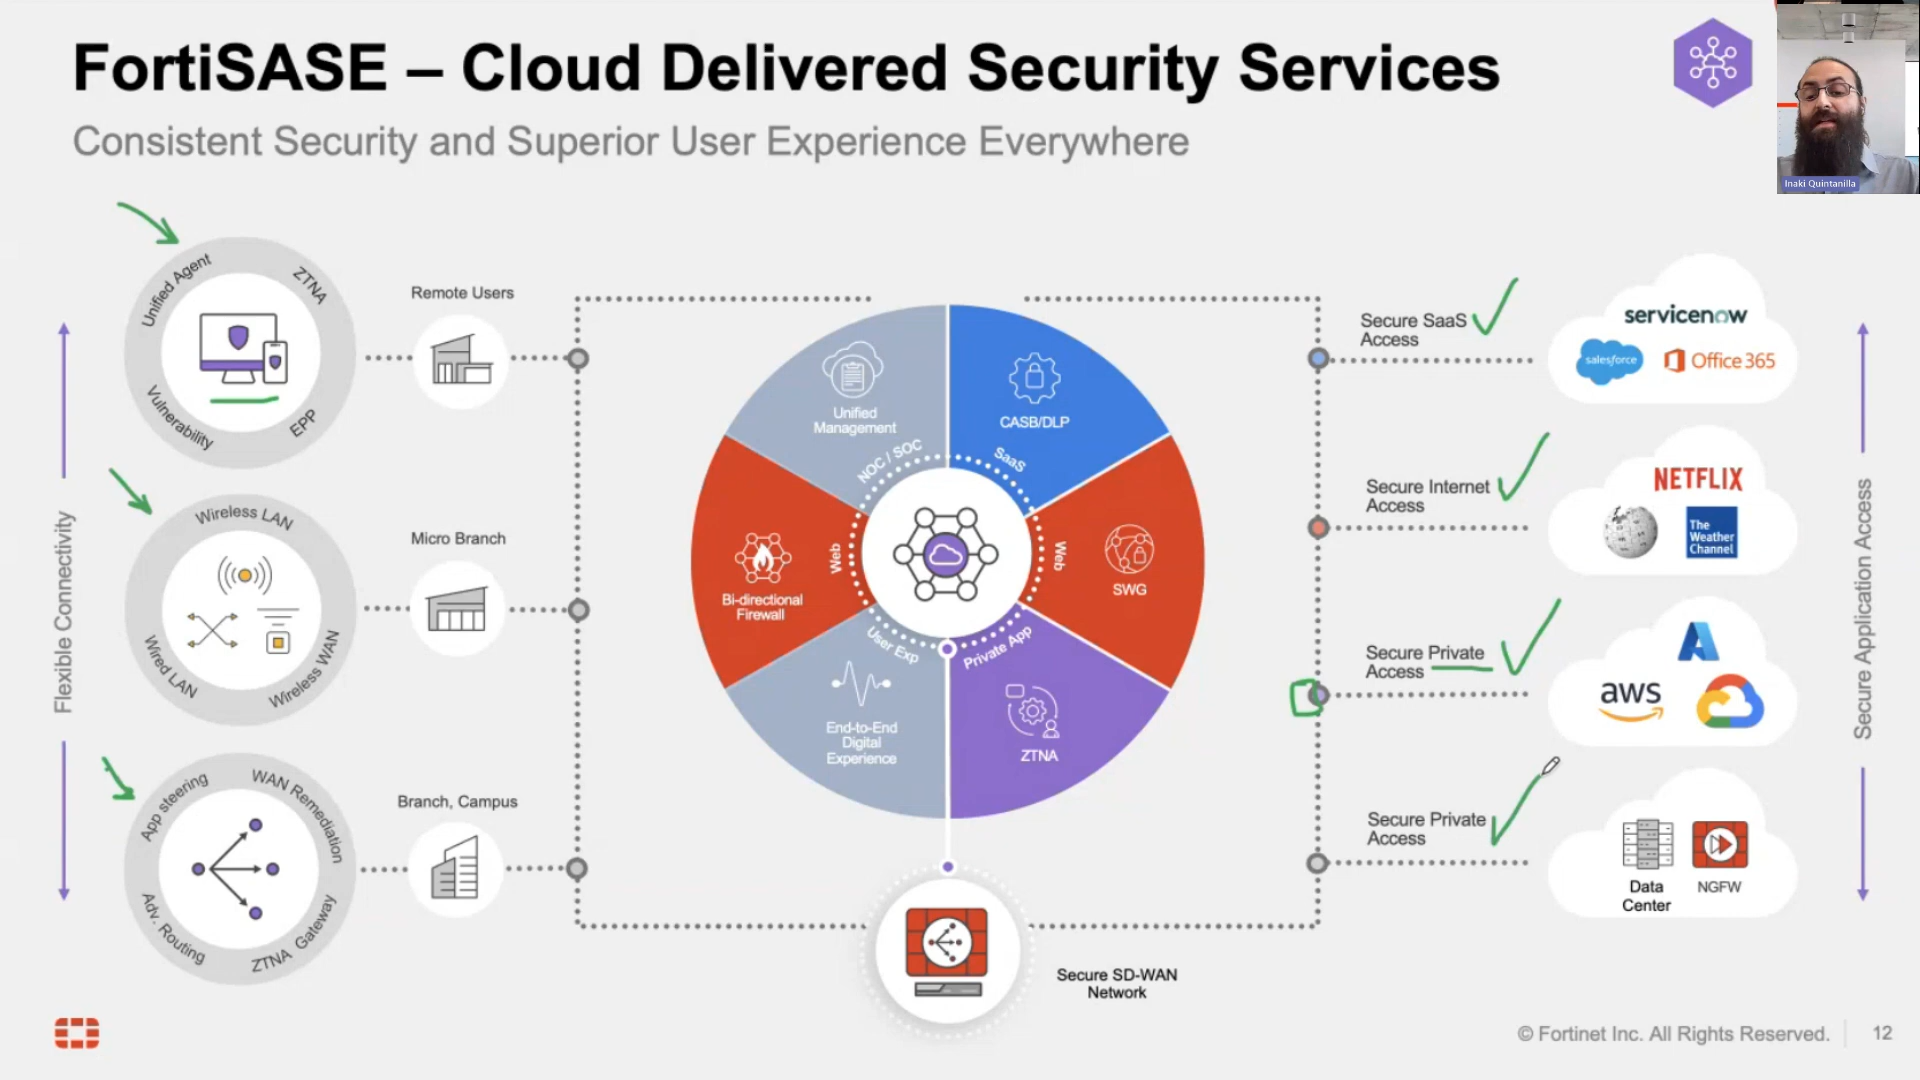 FortiSASE – Cloud Delivered Security Services
Consistent Security and Superior User Experience Everywhere
Inaki Quintanilla
Flexible Connectivity
Unified Agent
ZTNA
Vulnerability
EPP
Remote Users
Wireless LAN
Wired LAN
Wireless WAN
Micro Branch
App steering
WAN Remediation
Adv. Routing
ZTNA Gateway
Branch, Campus
Unified
Management
NOC / SOC
CASB/DLP
SaaS
Bi-directional
Firewall
Web
SWG
Web
End-to-End
Digital
Experience
User Exp
ZTNA
Private App
Secure SD-WAN
Network
Secure SaaS
Access
servicenow
salesforce
Office 365
Secure Internet
Access
NETFLIX
The
Weather
Channel
Secure Private
Access
aws
Secure Private
Access
Data
Center
NGFW
Secure Application Access
© Fortinet Inc. All Rights Reserved.
12